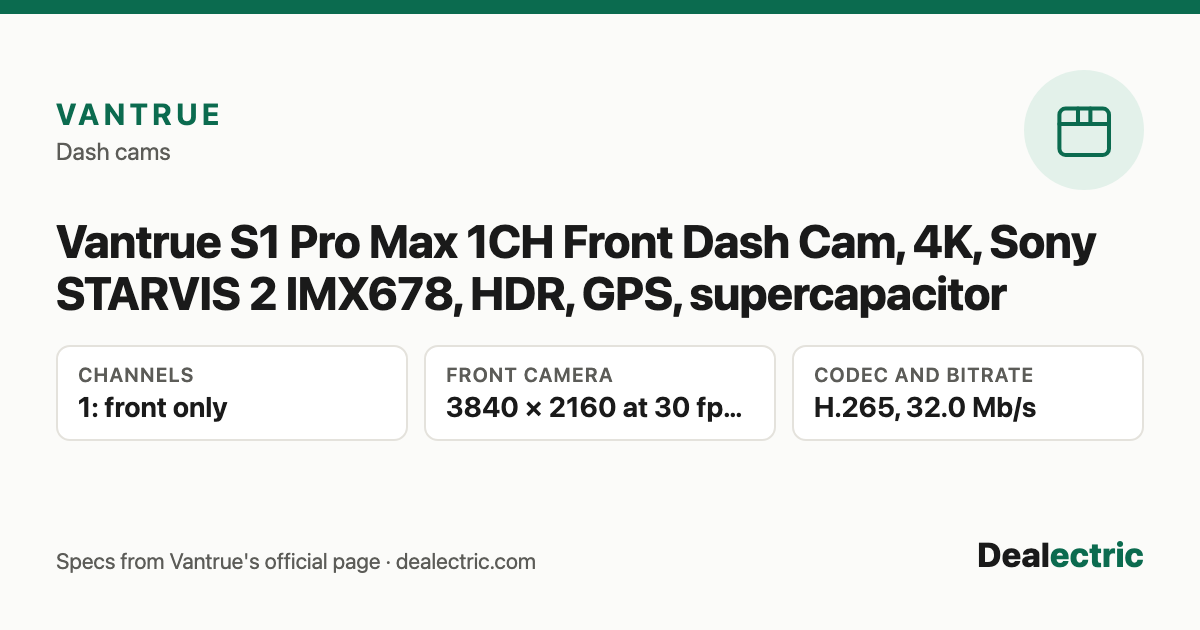 VANTRUE
Dash cams
Vantrue S1 Pro Max 1CH Front Dash Cam, 4K, Sony
STARVIS 2 IMX678, HDR, GPS, supercapacitor
CHANNELS
1: front only
FRONT CAMERA
3840 × 2160 at 30 fp...
CODEC AND BITRATE
H.265, 32.0 Mb/s
Specs from Vantrue's official page · dealectric.com
Dealectric